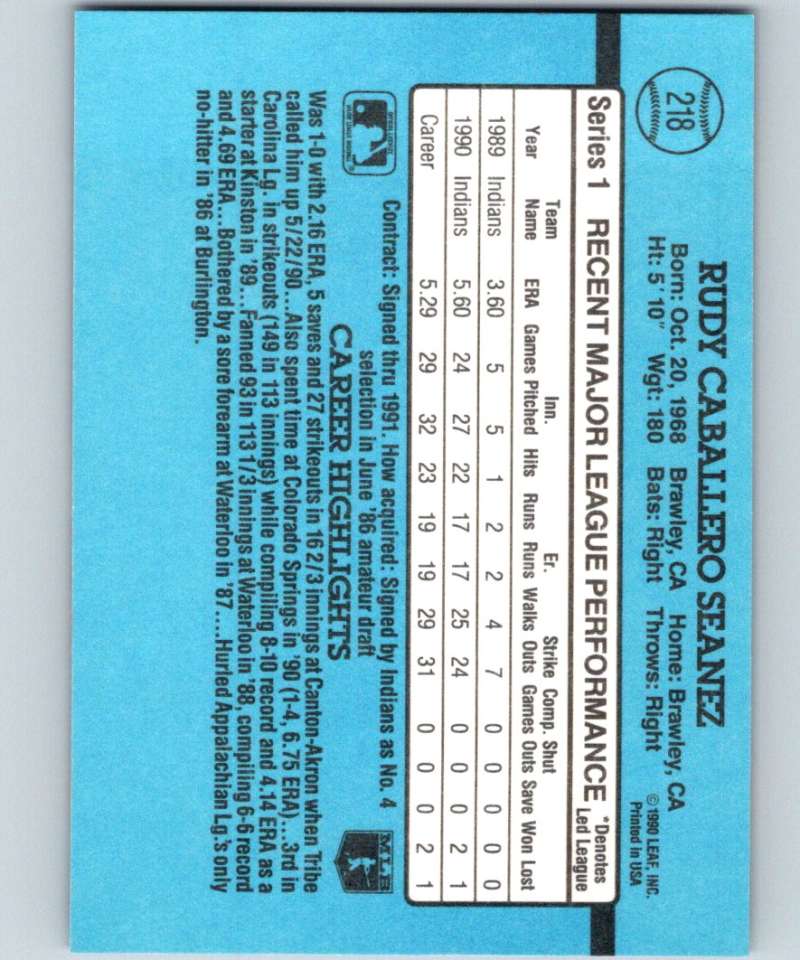 218
RUDY CABALLERO SEANEZ
Born: Oct. 20, 1968 Brawley, CA Home: Brawley, CA
Ht: 5' 10" Wgt: 180 Bats: Right Throws: Right
© 1990 LEAF, INC.
Printed in USA
Series 1 RECENT MAJOR LEAGUE PERFORMANCE *Denotes Led League
Team Inn. Er. Strike Comp. Shut
Year Name ERA Games Pitched Hits Runs Runs Walks Outs Games Outs Save Won Lost
1989 Indians 3.60 5 5 1 2 2 4 7 0 0 0 0 0
1990 Indians 5.60 24 27 22 17 17 25 24 0 0 0 2 1
Career 5.29 29 32 23 19 19 29 31 0 0 0 2 1
Contract: Signed thru 1991. How acquired: Signed by Indians as No. 4
selection in June '86 amateur draft
MLB
CAREER HIGHLIGHTS
Was 1-0 with 2.16 ERA, 5 saves and 27 strikeouts in 16 2/3 innings at Canton-Akron when Tribe
called him up 5/22/90...Also spent time at Colorado Springs in '90 (1-4, 6.75 ERA)...3rd in
Carolina Lg. in strikeouts (149 in 113 innings) while compiling 8-10 record and 4.14 ERA as a
starter at Kinston in '89...Fanned 93 in 113 1/3 innings at Waterloo in '88, compiling 6-6 record
and 4.69 ERA...Bothered by a sore forearm at Waterloo in '87....Hurled Appalachian Lg.'s only
no-hitter in '86 at Burlington.